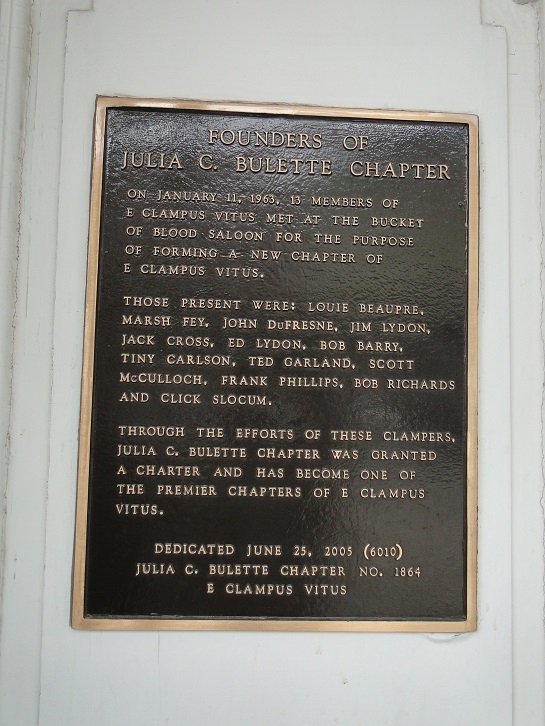 FOUNDERS OF
JULIA C. BULETTE CHAPTER
ON JANUARY 11, 1963, 13 MEMBERS OF
E CLAMPUS VITUS MET AT THE BUCKET
OF BLOOD SALOON FOR THE PURPOSE
OF FORMING A NEW CHAPTER OF
E CLAMPUS VITUS.
THOSE PRESENT WERE: LOUIE BEAUPRE,
MARSH FEY, JOHN DuFRESNE, JIM LYDON,
JACK CROSS, ED LYDON, BOB BARRY,
TINY CARLSON, TED GARLAND, SCOTT
McCULLOCH, FRANK PHILLIPS, BOB RICHARDS
AND CLICK SLOCUM.
THROUGH THE EFFORTS OF THESE CLAMPERS,
JULIA C. BULETTE CHAPTER WAS GRANTED
A CHARTER AND HAS BECOME ONE OF
THE PREMIER CHAPTERS OF E CLAMPUS
VITUS.
DEDICATED JUNE 25, 2005 (6010)
JULIA C. BULETTE CHAPTER NO. 1864
E CLAMPUS VITUS